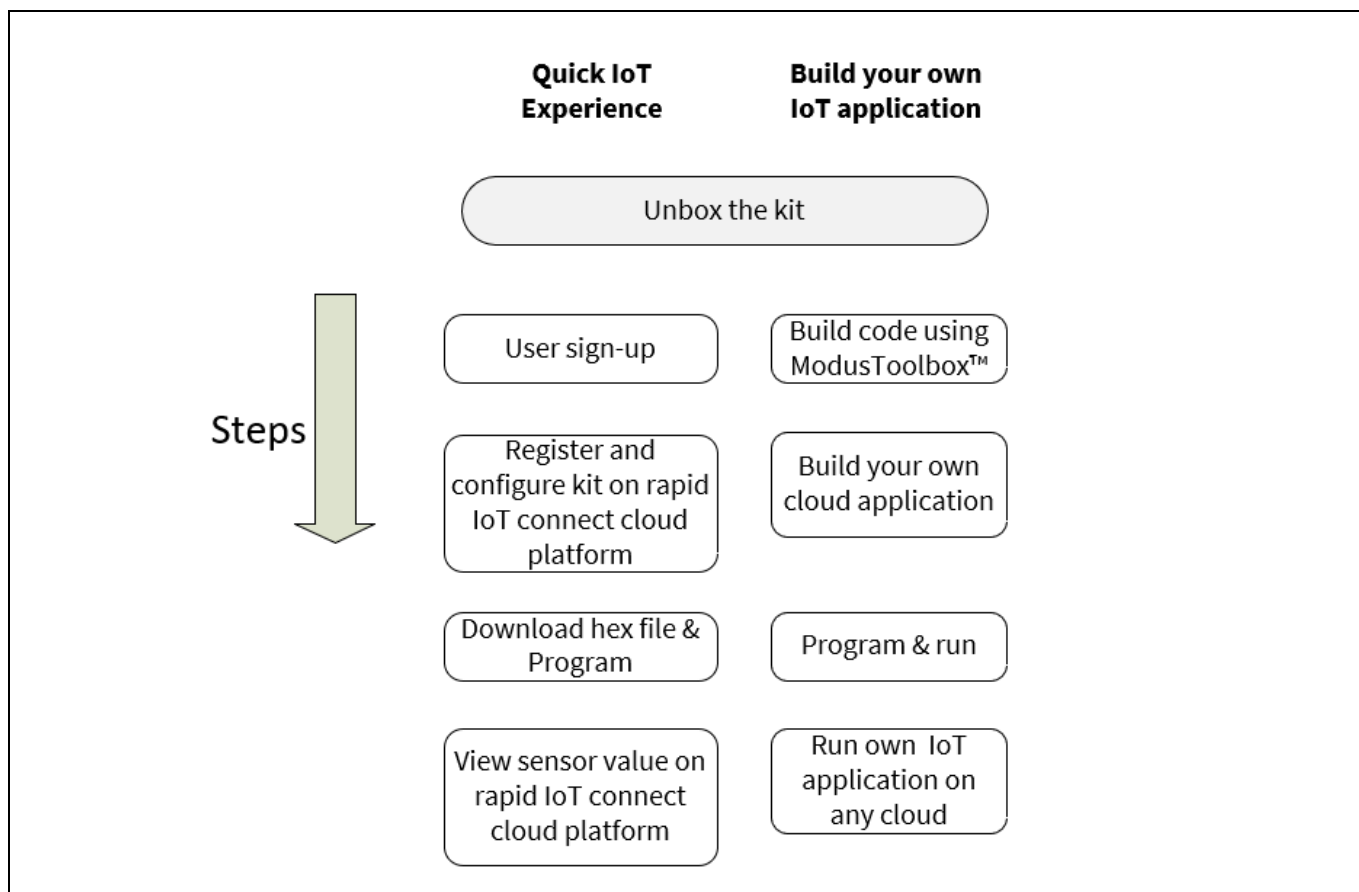 Quick IoT
Experience
Build your own
IoT application
Unbox the kit
Steps
User sign-up
Build code using
ModusToolbox™
Register and
configure kit on rapid
IoT connect cloud
platform
Build your own
cloud application
Download hex file &
Program
Program & run
View sensor value on
rapid IoT connect
cloud platform
Run own IoT
application on
any cloud